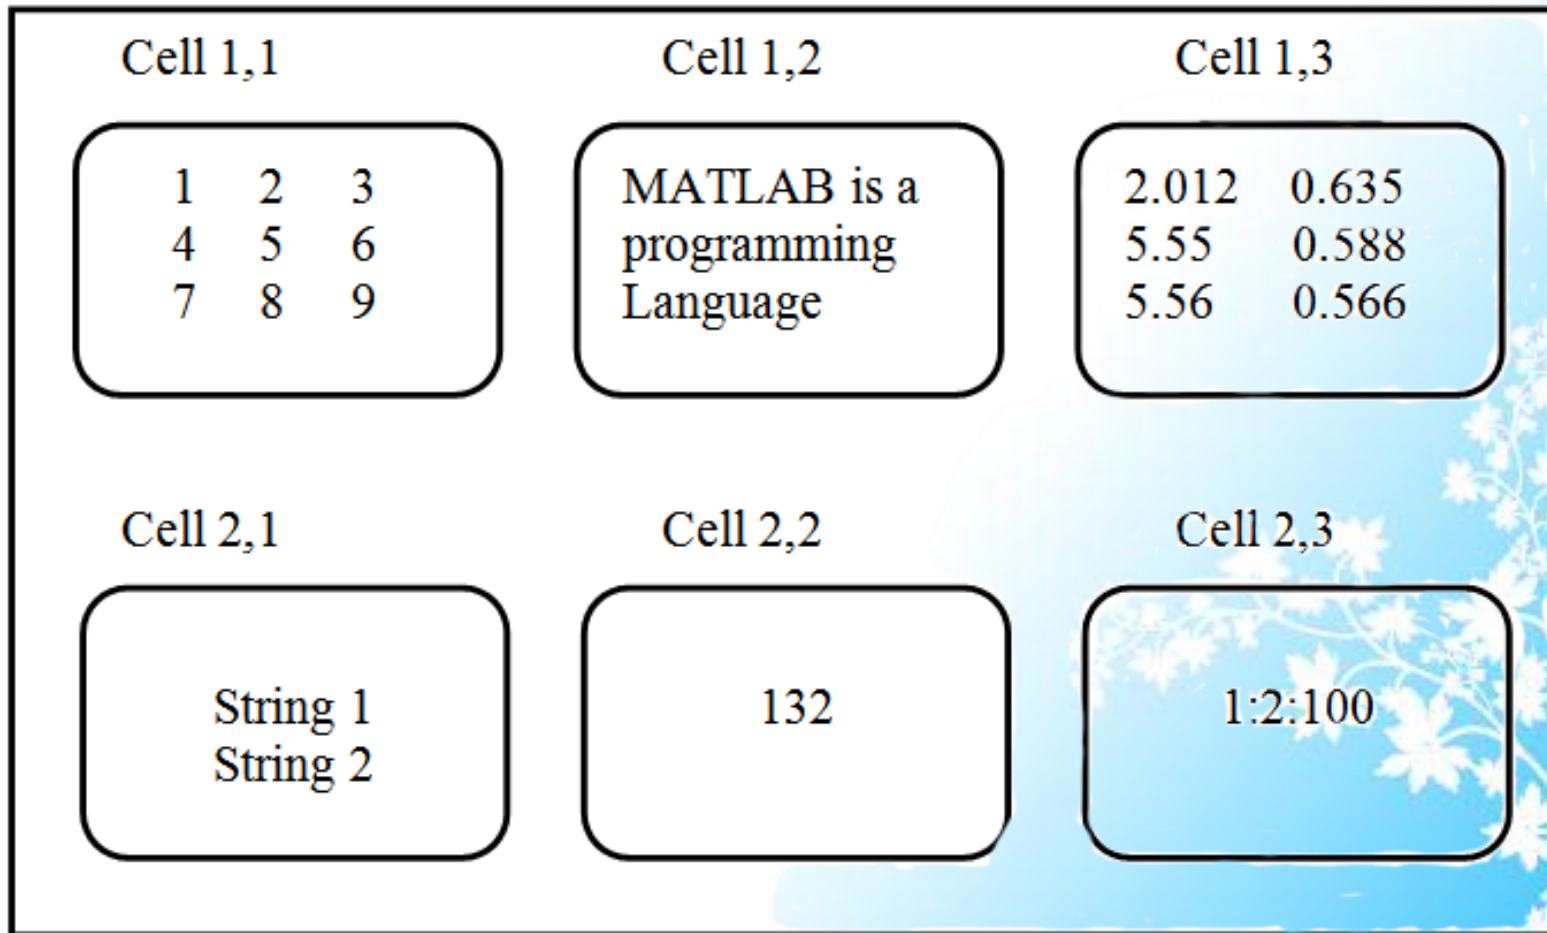 Cell 1,1 Cell 1,2 Cell 1,3
1 2 3 MATLAB is a 2.012 0.635
4 5 6 programming 5.55 0.588
7 8 9 Language 5.56 0.566
Cell 2,1 Cell 2,2 Cell 2,3
String 1 132 1:2:100
String 2